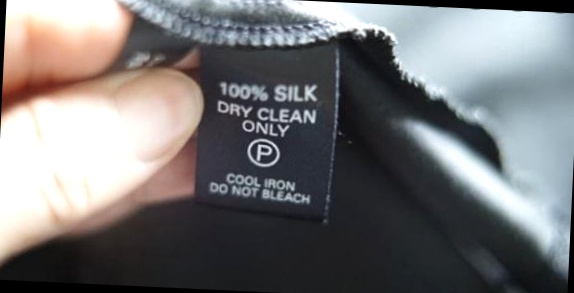 100% SILK
DRY CLEAN
ONLY
P
COOL IRON
DO NOT BLEACH